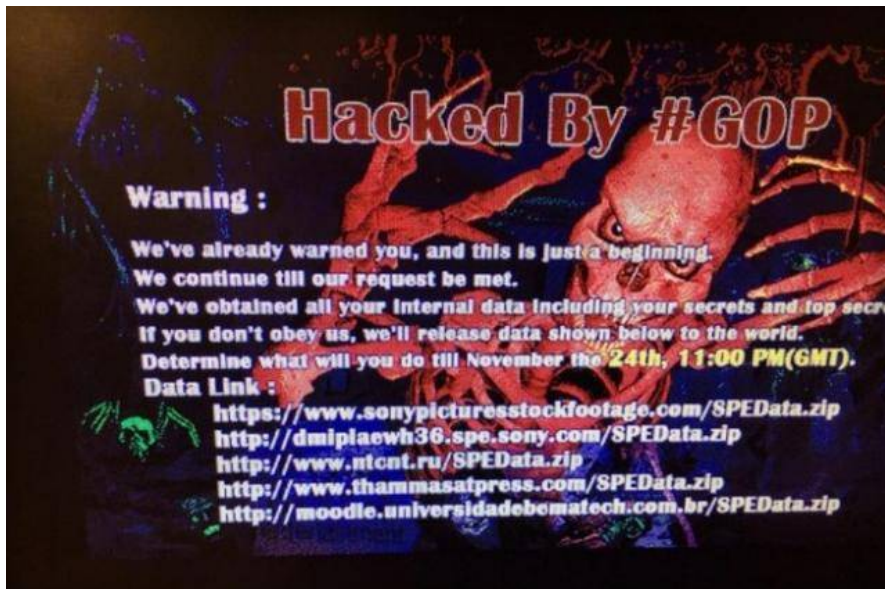 Hacked By #GOP
Warning :
We've already warned you, and this is just a beginning.
We continue till our request be met.
We've obtained all your internal data including your secrets and top secre
If you don't obey us, we'll release data shown below to the world.
Determine what will you do till November the 24th, 11:00 PM(GMT).
Data Link :
https://www.sonypicturesstockfootage.com/SPEData.zip
http://dmiplaewh36.spe.sony.com/SPEData.zip
http://www.ntcnt.ru/SPEData.zip
http://www.thammasatpress.com/SPEData.zip
http://moodle.universidadebematech.com.br/SPEData.zip